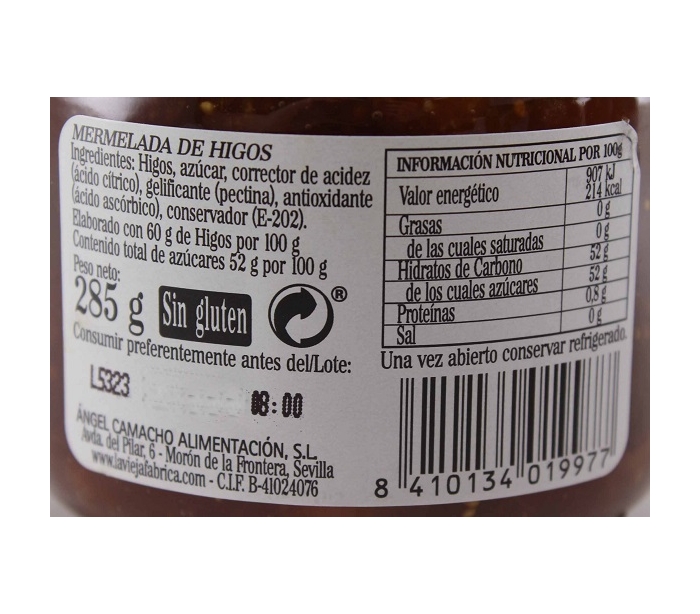 MERMELADA DE HIGOS
Ingredientes: Higos, azúcar, corrector de acidez
(ácido cítrico), gelificante (pectina), antioxidante
(ácido ascórbico), conservador (E-202).
Elaborado con 60 g de Higos por 100 g
Contenido total de azúcares 52 g por 100 g
Peso neto:
285 g Sin gluten ®
Consumir preferentemente antes del/Lote:
L5323 08:00
ÁNGEL CAMACHO ALIMENTACIÓN, S.L.
Avda. del Pilar, 6 - Morón de la Frontera, Sevilla
www.laviejafabrica.com - C.I.F. B-41024076
INFORMACIÓN NUTRICIONAL POR 100g
Valor energético 907 kJ
214 kcal
Grasas 0 g
de las cuales saturadas 0 g
Hidratos de Carbono 52 g
de los cuales azúcares 52 g
Proteínas 0,8 g
Sal 0 g
Una vez abierto conservar refrigerado.
8 410134 019977